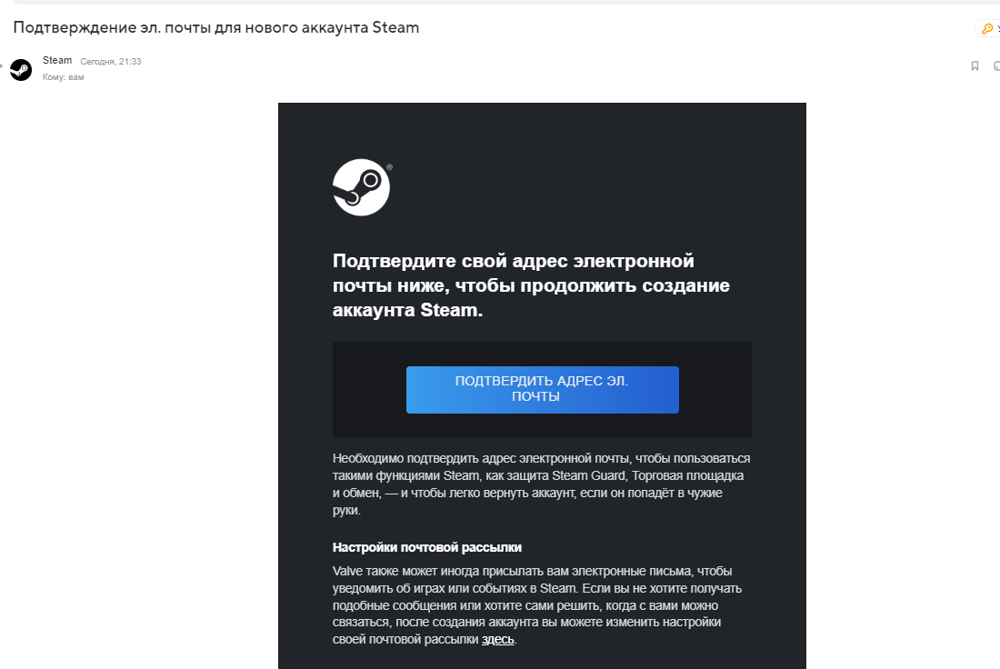 Подтверждение эл. почты для нового аккаунта Steam
Steam Сегодня, 21:33
Кому: вам
Подтвердите свой адрес электронной
почты ниже, чтобы продолжить создание
аккаунта Steam.
ПОДТВЕРДИТЬ АДРЕС ЭЛ.
ПОЧТЫ
Необходимо подтвердить адрес электронной почты, чтобы пользоваться
такими функциями Steam, как защита Steam Guard, Торговая площадка
и обмен, — и чтобы легко вернуть аккаунт, если он попадёт в чужие
руки.
Настройки почтовой рассылки
Valve также может иногда присылать вам электронные письма, чтобы
уведомить об играх или событиях в Steam. Если вы не хотите получать
подобные сообщения или хотите сами решить, когда с вами можно
связаться, после создания аккаунта вы можете изменить настройки
своей почтовой рассылки здесь.